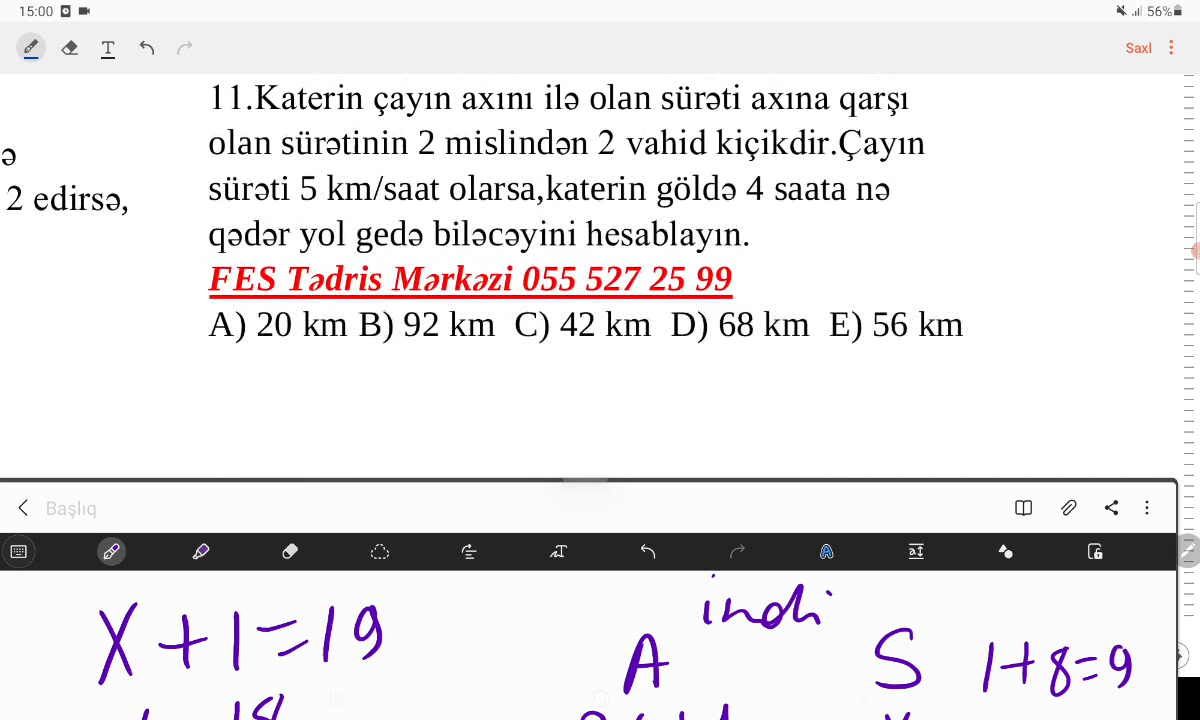 15:00
56%
Saxl
11.Katerin çayın axını ilə olan sürəti axına qarşı
olan sürətinin 2 mislindən 2 vahid kiçikdir.Çayın
sürəti 5 km/saat olarsa,katerin göldə 4 saata nə
qədər yol gedə biləcəyini hesablayın.
FES Tədris Mərkəzi 055 527 25 99
A) 20 km B) 92 km C) 42 km D) 68 km E) 56 km
ə
2 edirsə,
Başlıq
X+1=19
indi
A
S 1+8=9